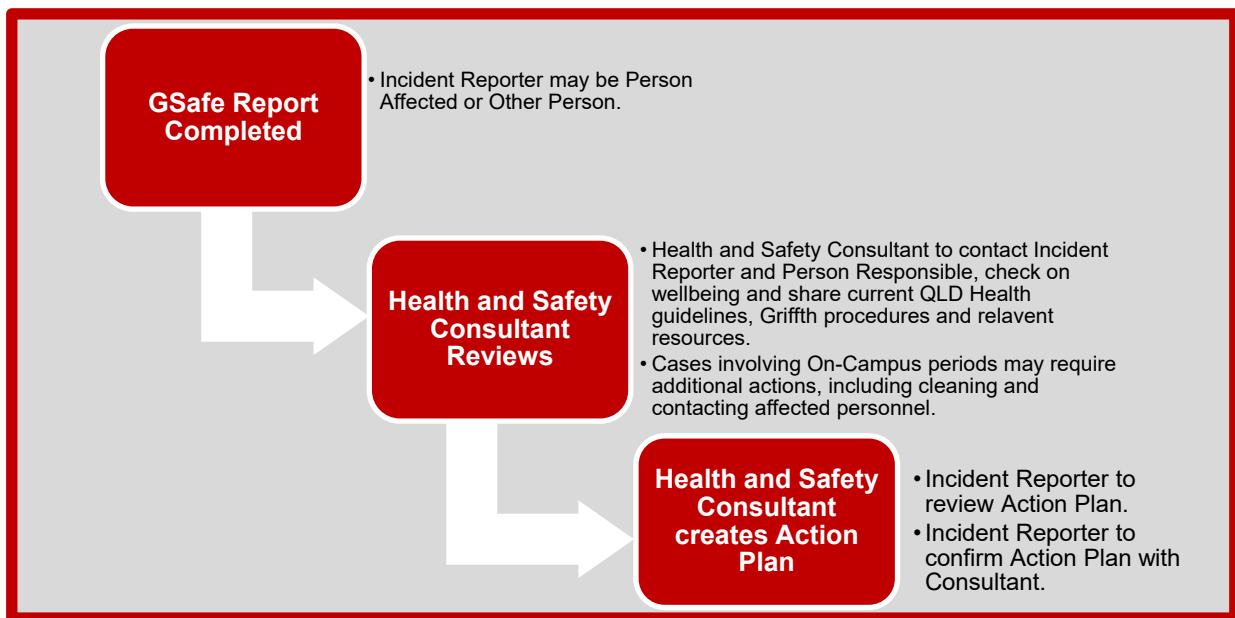 GSafe Report
Completed
• Incident Reporter may be Person
Affected or Other Person.
Health and Safety
Consultant
Reviews
• Health and Safety Consultant to contact Incident
Reporter and Person Responsible, check on
wellbeing and share current QLD Health
guidelines, Griffth procedures and relavent
resources.
• Cases involving On-Campus periods may require
additional actions, including cleaning and
contacting affected personnel.
Health and Safety
Consultant
creates Action
Plan
• Incident Reporter to
review Action Plan.
• Incident Reporter to
confirm Action Plan with
Consultant.